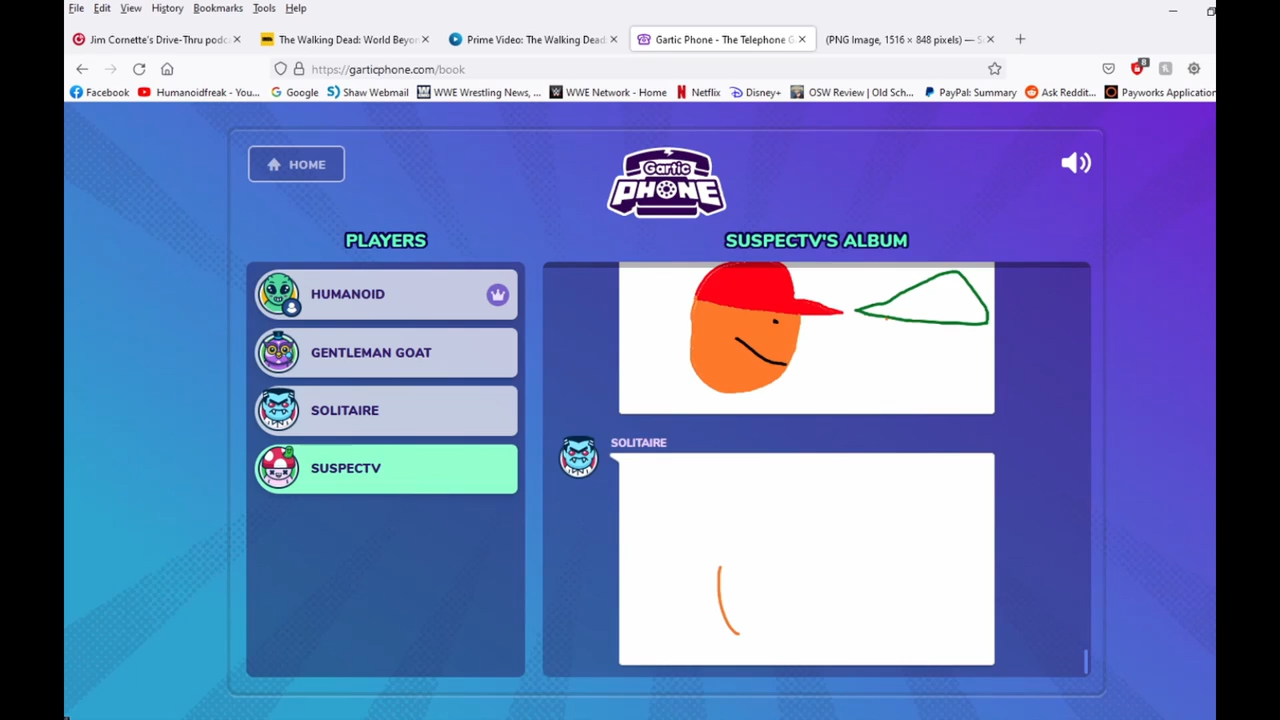 File Edit View History Bookmarks Tools Help
Jim Cornette's Drive-Thru podc The Walking Dead: World Beyon Prime Video: The Walking Dead: Gartic Phone - The Telephone G (PNG Image, 1516 × 848 pixels) — S
https://garticphone.com/book 8
Facebook Humanoidfreak - You... Google Shaw Webmail WWE Wrestling News, ... WWE Network - Home Netflix Disney+ OSW Review | Old Sch... PayPal: Summary Ask Reddit... Payworks Application
HOME
Gartic
PHONE
PLAYERS
SUSPECTV'S ALBUM
HUMANOID
GENTLEMAN GOAT
SOLITAIRE
SUSPECTV
SOLITAIRE